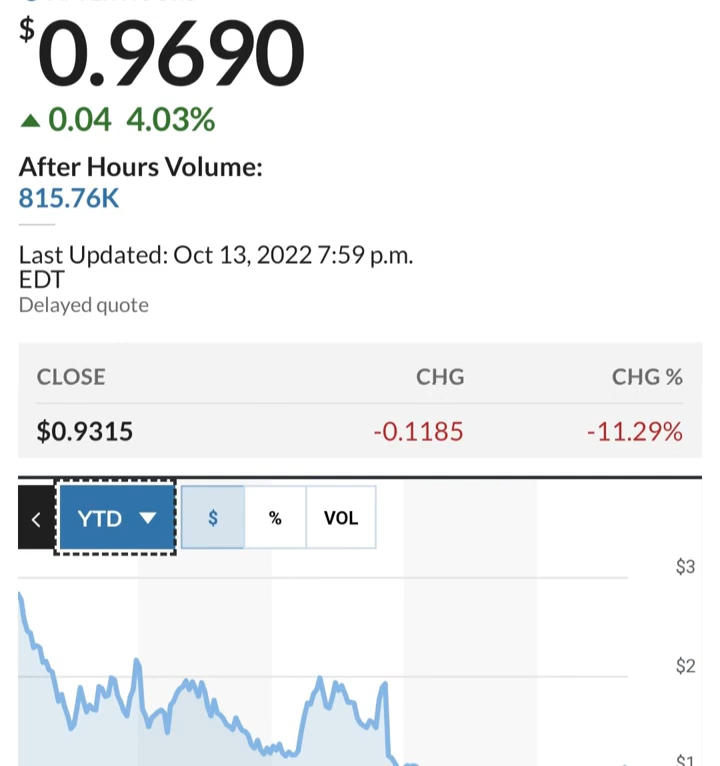 $0.9690
▲ 0.04 4.03%
After Hours Volume:
815.76K
Last Updated: Oct 13, 2022 7:59 p.m.
EDT
Delayed quote
CLOSE CHG CHG %
$0.9315 -0.1185 -11.29%
< YTD ▼ $ % VOL
$3
$2
$1